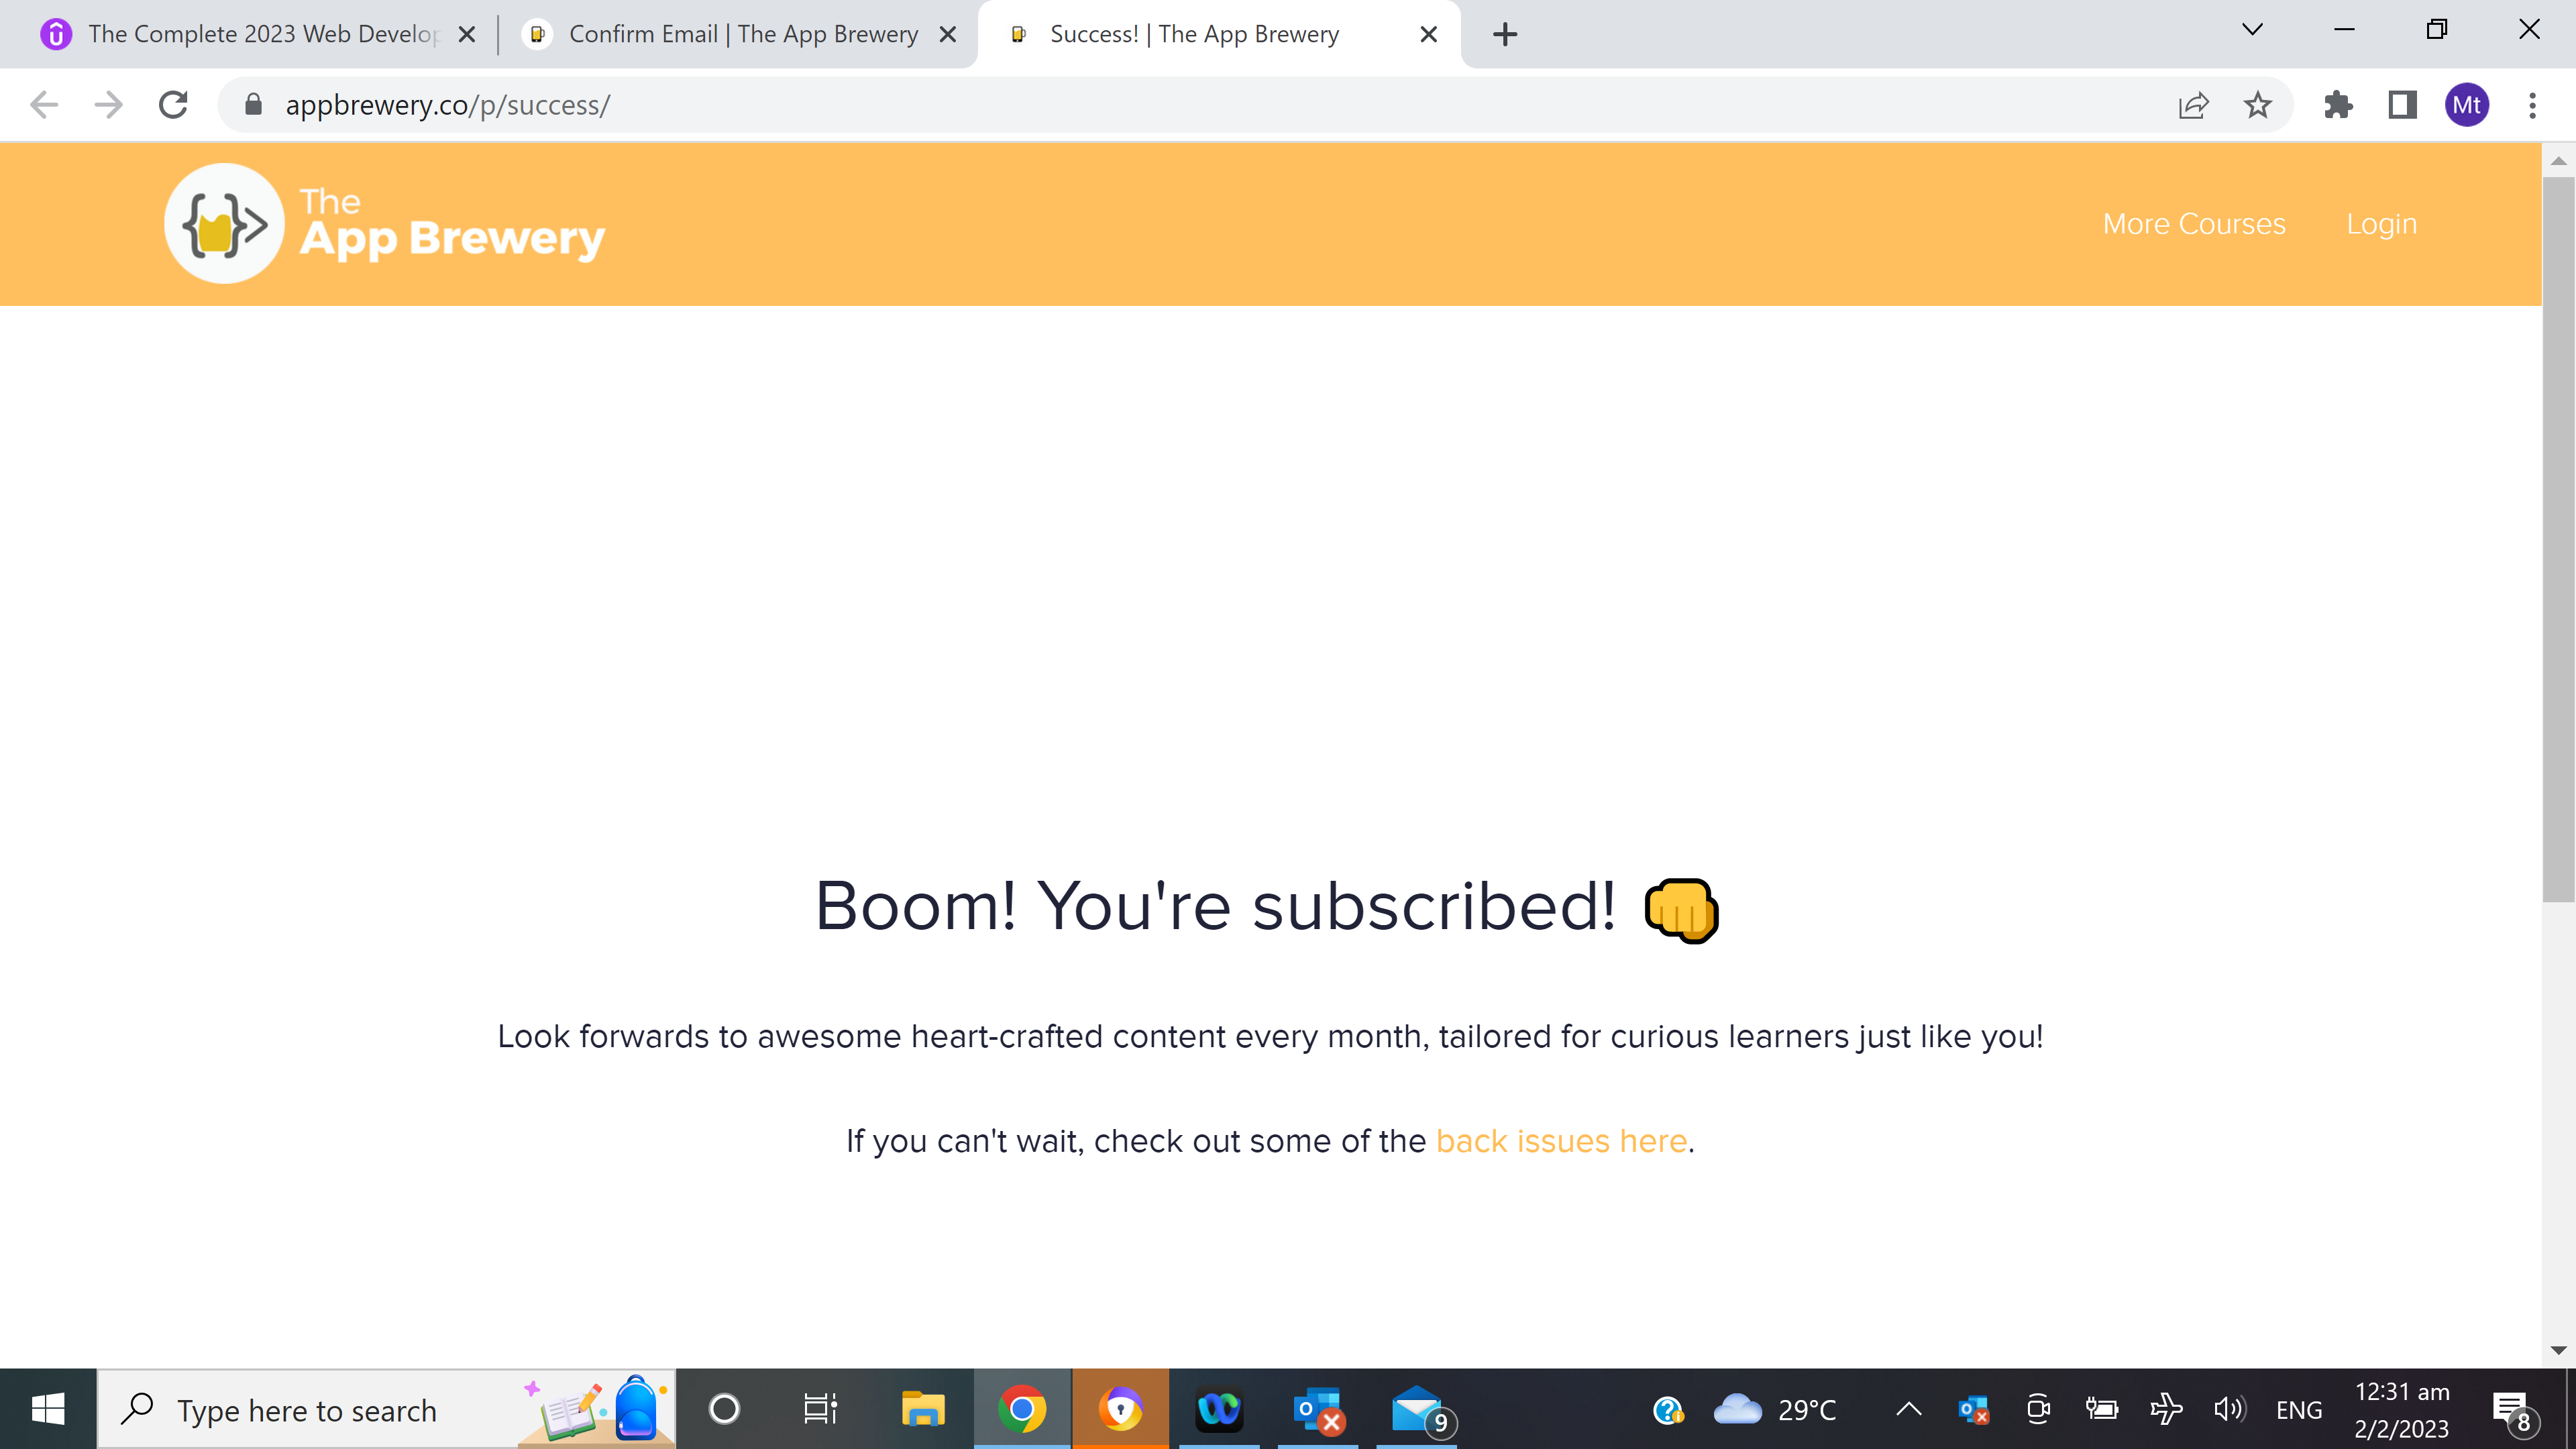 The Complete 2023 Web Develop
Confirm Email | The App Brewery
Success! | The App Brewery
appbrewery.co/p/success/
Mt
The
App Brewery
More Courses
Login
Boom! You're subscribed! 👊
Look forwards to awesome heart-crafted content every month, tailored for curious learners just like you!
If you can't wait, check out some of the back issues here.
Type here to search
9
29°C
ENG
12:31 am
2/2/2023
8